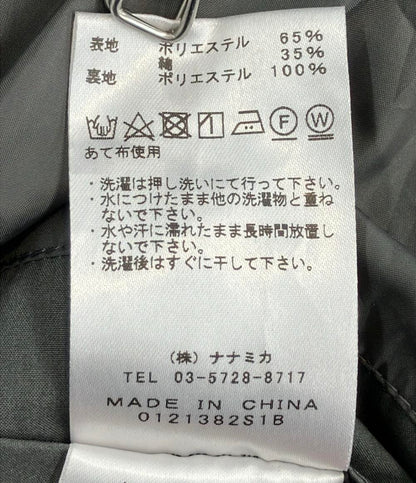 表地 ポリエステル 65%
綿 35%
裏地 ポリエステル 100%
F W
あて布使用
・洗濯は押し洗いにて行って下さい。
・水につけたまま他の洗濯物と重ね
ないで下さい。
・水や汗に濡れたまま長時間放置し
ないで下さい。
・洗濯後はすぐに干して下さい。
(株) ナナミカ
TEL 03-5728-8717
MADE IN CHINA
0121382S1B